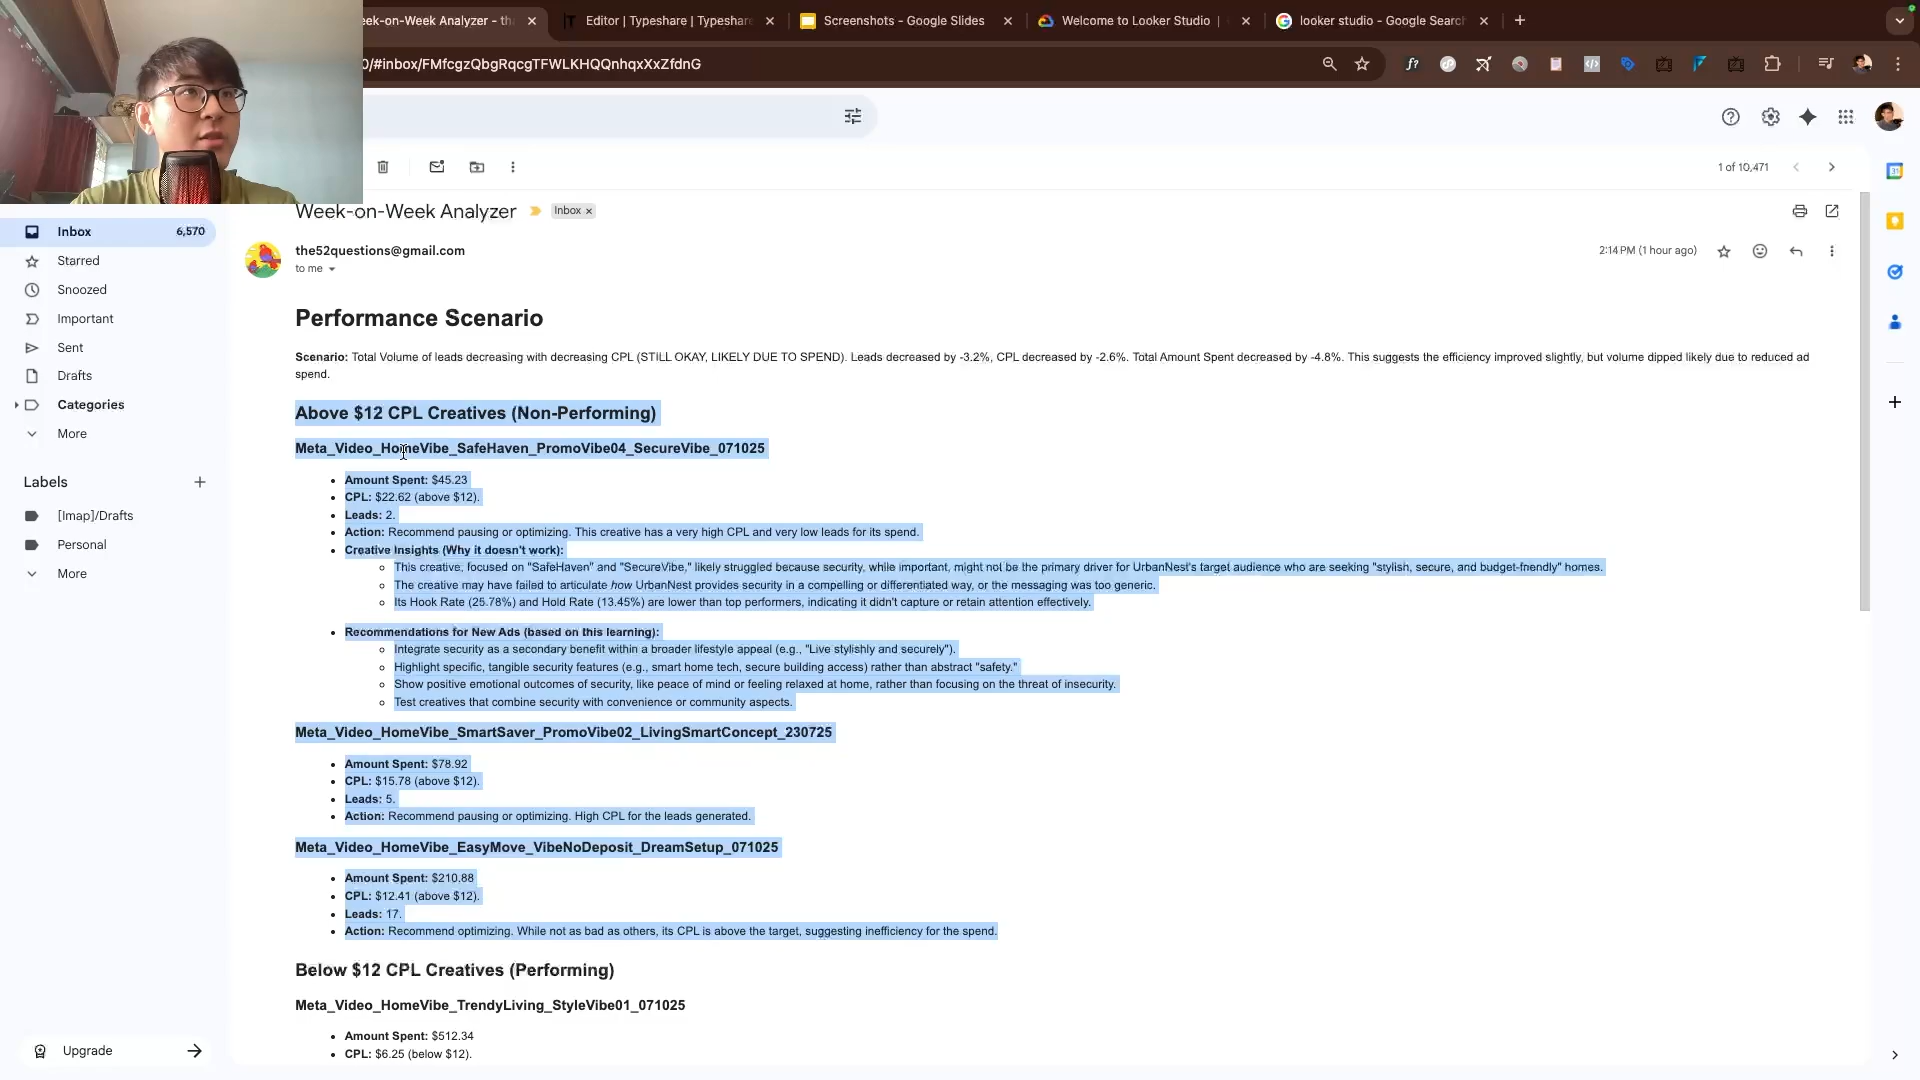 eek-on-Week Analyzer - th
Editor | Typeshare | Typeshare
Screenshots - Google Slides
Welcome to Looker Studio |
looker studio - Google Search
0/#inbox/FMfcgzQbgRqcgTFWLKHQQnhqxXxZfdnG
1 of 10,471
Week-on-Week Analyzer
Inbox x
the52questions@gmail.com
to me
2:14 PM (1 hour ago)
Inbox 6,570
Starred
Snoozed
Important
Sent
Drafts
Categories
More
Labels
[Imap]/Drafts
Personal
More
Upgrade
Performance Scenario
Scenario: Total Volume of leads decreasing with decreasing CPL (STILL OKAY, LIKELY DUE TO SPEND). Leads decreased by -3.2%, CPL decreased by -2.6%. Total Amount Spent decreased by -4.8%. This suggests the efficiency improved slightly, but volume dipped likely due to reduced ad
spend.
Above $12 CPL Creatives (Non-Performing)
Meta_Video_HomeVibe_SafeHaven_PromoVibe04_SecureVibe_071025
• Amount Spent: $45.23
• CPL: $22.62 (above $12).
• Leads: 2.
• Action: Recommend pausing or optimizing. This creative has a very high CPL and very low leads for its spend.
• Creative Insights (Why it doesn't work):
○ This creative, focused on "SafeHaven" and "SecureVibe," likely struggled because security, while important, might not be the primary driver for UrbanNest's target audience who are seeking "stylish, secure, and budget-friendly" homes.
○ The creative may have failed to articulate how UrbanNest provides security in a compelling or differentiated way, or the messaging was too generic.
○ Its Hook Rate (25.78%) and Hold Rate (13.45%) are lower than top performers, indicating it didn't capture or retain attention effectively.
• Recommendations for New Ads (based on this learning):
○ Integrate security as a secondary benefit within a broader lifestyle appeal (e.g., "Live stylishly and securely").
○ Highlight specific, tangible security features (e.g., smart home tech, secure building access) rather than abstract "safety."
○ Show positive emotional outcomes of security, like peace of mind or feeling relaxed at home, rather than focusing on the threat of insecurity.
○ Test creatives that combine security with convenience or community aspects.
Meta_Video_HomeVibe_SmartSaver_PromoVibe02_LivingSmartConcept_230725
• Amount Spent: $78.92
• CPL: $15.78 (above $12).
• Leads: 5.
• Action: Recommend pausing or optimizing. High CPL for the leads generated.
Meta_Video_HomeVibe_EasyMove_VibeNoDeposit_DreamSetup_071025
• Amount Spent: $210.88
• CPL: $12.41 (above $12).
• Leads: 17.
• Action: Recommend optimizing. While not as bad as others, its CPL is above the target, suggesting inefficiency for the spend.
Below $12 CPL Creatives (Performing)
Meta_Video_HomeVibe_TrendyLiving_StyleVibe01_071025
• Amount Spent: $512.34
• CPL: $6.25 (below $12).